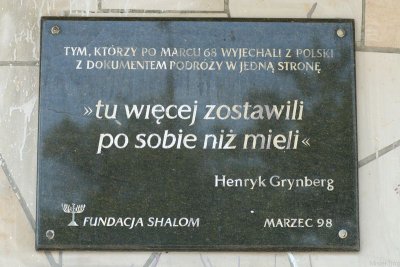 TYM, KTÓRZY PO MARCU 68 WYJECHALI Z POLSKI
Z DOKUMENTEM PODRÓŻY W JEDNĄ STRONĘ
»tu więcej zostawili
po sobie niż mieli«
Henryk Grynberg
FUNDACJA SHALOM MARZEC 98